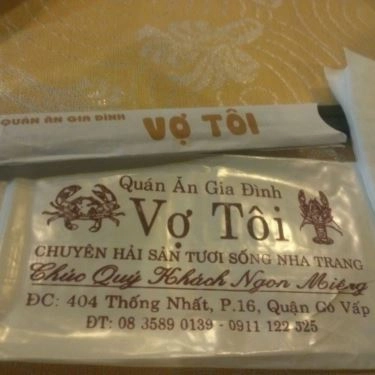 QUÁN ĂN GIA ĐÌNH VỢ TÔI
Quán Ăn Gia Đình
Vợ Tôi
CHUYÊN HẢI SẢN TƯƠI SỐNG NHA TRANG
Chúc Quý Khách Ngon Miệng
ĐC: 404 Thống Nhất, P.16, Quận Gò Vấp
ĐT: 08 3589 0139 - 0911 122 325